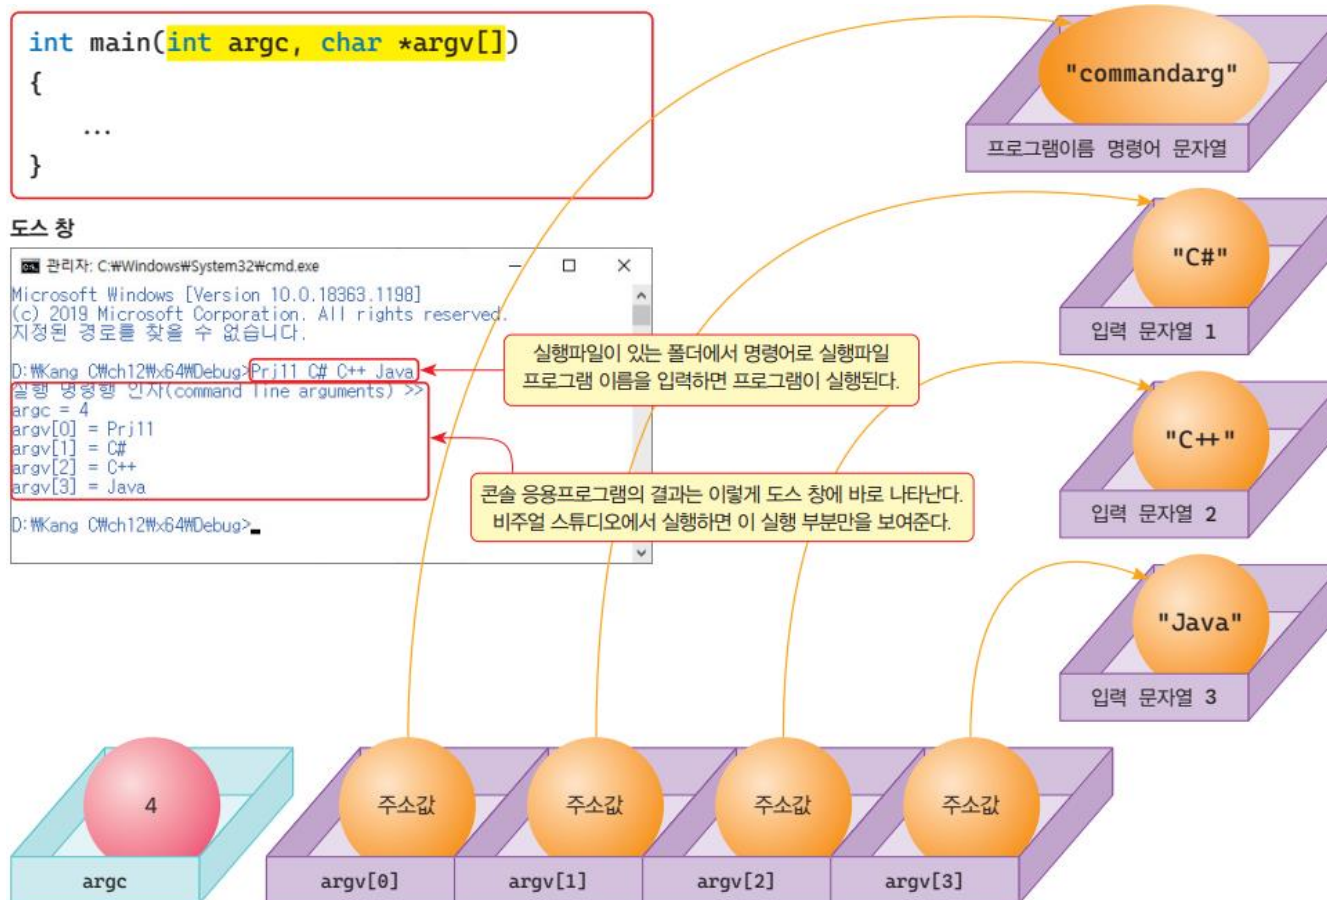 int main(int argc, char *argv[])
{
...
}
도스 창
관리자: C:₩Windows₩System32₩cmd.exe
Microsoft Windows [Version 10.0.18363.1198]
(c) 2019 Microsoft Corporation. All rights reserved.
지정된 경로를 찾을 수 없습니다.
D:₩Kang C₩ch12₩x64₩Debug>Prj11 C# C++ Java
실행 명령행 인자(command line arguments) >>
argc = 4
argv[0] = Prj11
argv[1] = C#
argv[2] = C++
argv[3] = Java
D:₩Kang C₩ch12₩x64₩Debug>
실행파일이 있는 폴더에서 명령어로 실행파일
프로그램 이름을 입력하면 프로그램이 실행된다.
콘솔 응용프로그램의 결과는 이렇게 도스 창에 바로 나타난다.
비주얼 스튜디오에서 실행하면 이 실행 부분만을 보여준다.
"commandarg"
프로그램이름 명령어 문자열
"C#"
입력 문자열 1
"C++"
입력 문자열 2
"Java"
입력 문자열 3
4
argc
주소값
argv[0]
주소값
argv[1]
주소값
argv[2]
주소값
argv[3]